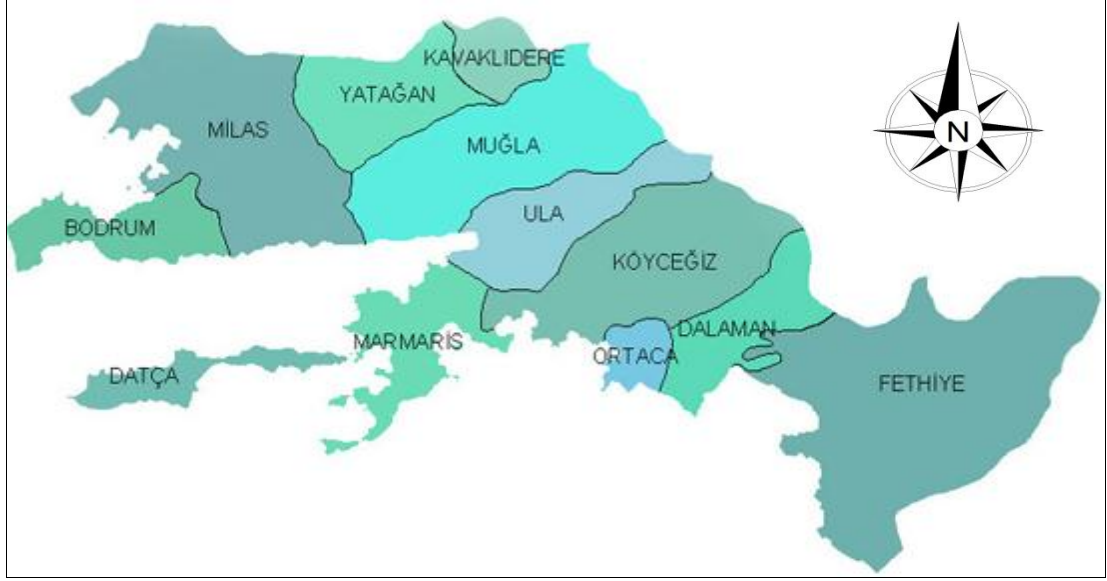 KAVAKLIDERE
YATAĞAN
MİLAS
MUĞLA
N
ULA
BODRUM
KÖYCEĞİZ
DALAMAN
MARMARİS
ORTACA
DATÇA
FETHİYE